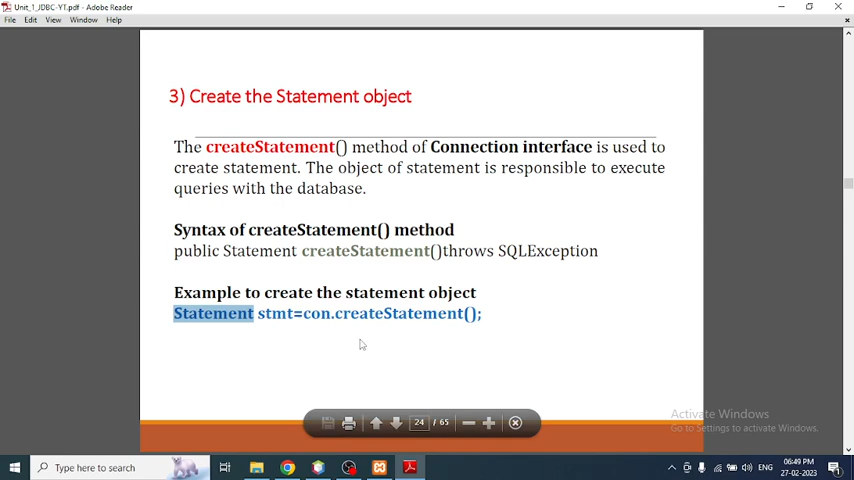 Unit_1_JDBC-YT.pdf - Adobe Reader
File Edit View Window Help
3) Create the Statement object
The createStatement() method of Connection interface is used to
create statement. The object of statement is responsible to execute
queries with the database.
Syntax of createStatement() method
public Statement createStatement()throws SQLException
Example to create the statement object
Statement stmt=con.createStatement();
24 / 65
Activate Windows
Go to Settings to activate Windows.
Type here to search
ENG
06:49 PM
27-02-2023
1